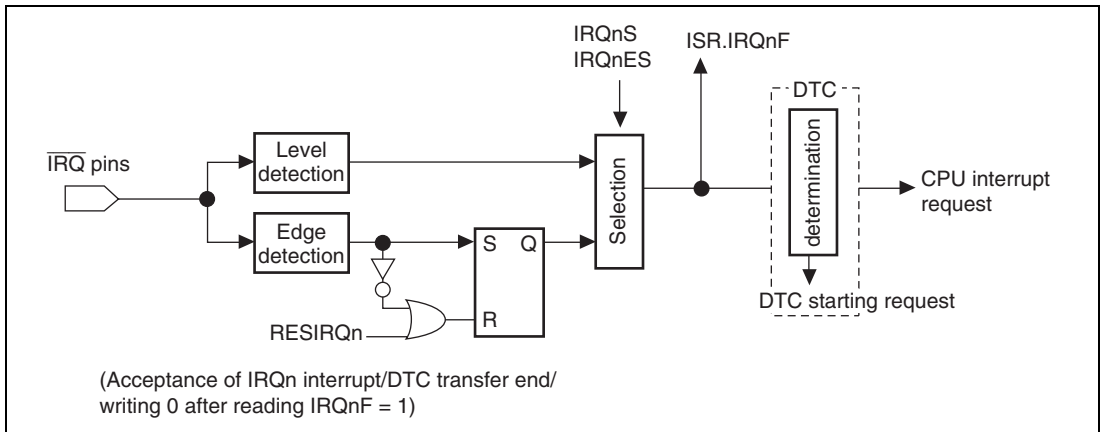 IRQnS
IRQnES
ISR.IRQnF
DTC
IRQ pins
Level
detection
Edge
detection
S Q
R
RESIRQn
Selection
determination
CPU interrupt
request
DTC starting request
(Acceptance of IRQn interrupt/DTC transfer end/
writing 0 after reading IRQnF = 1)